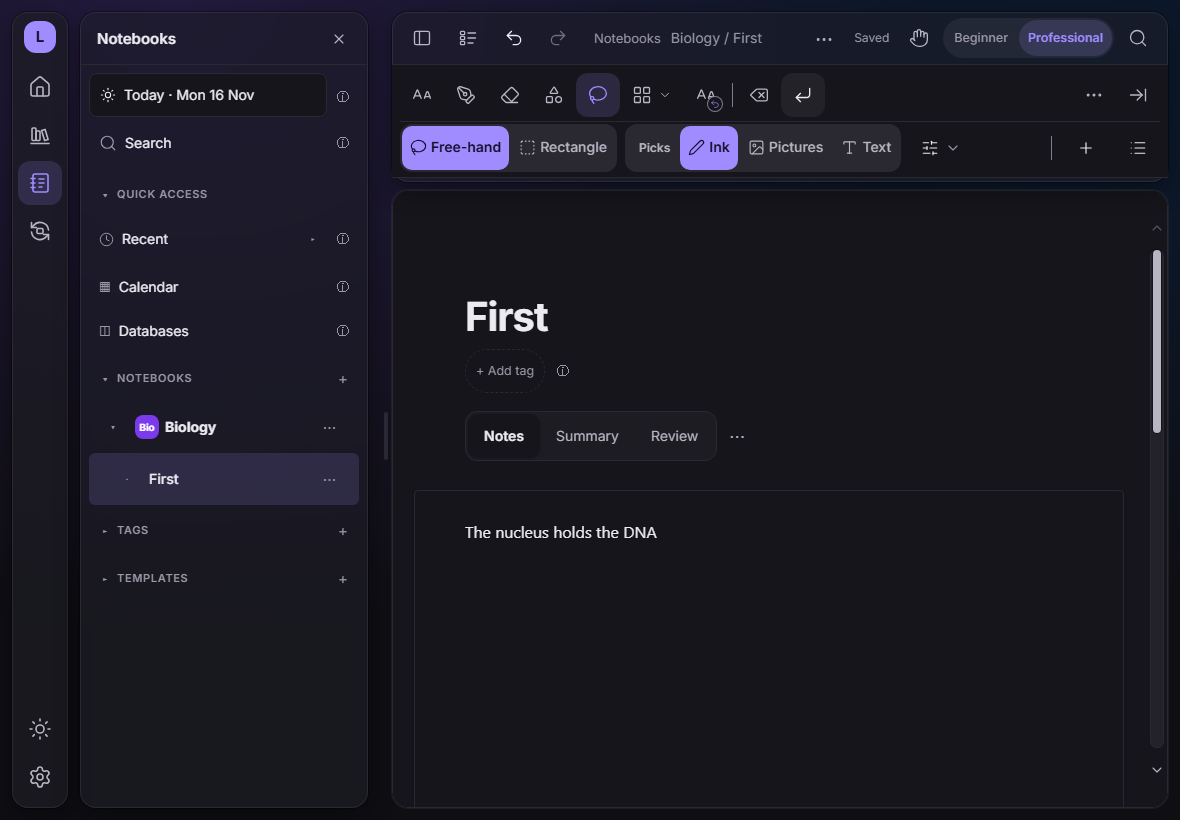 L
Notebooks
Today · Mon 16 Nov
Search
QUICK ACCESS
Recent
Calendar
Databases
NOTEBOOKS
Bio Biology
First
TAGS
TEMPLATES
Notebooks Biology / First
Saved
Beginner Professional
AA
AA
Free-hand Rectangle Picks Ink Pictures Text
First
+ Add tag
Notes Summary Review
The nucleus holds the DNA